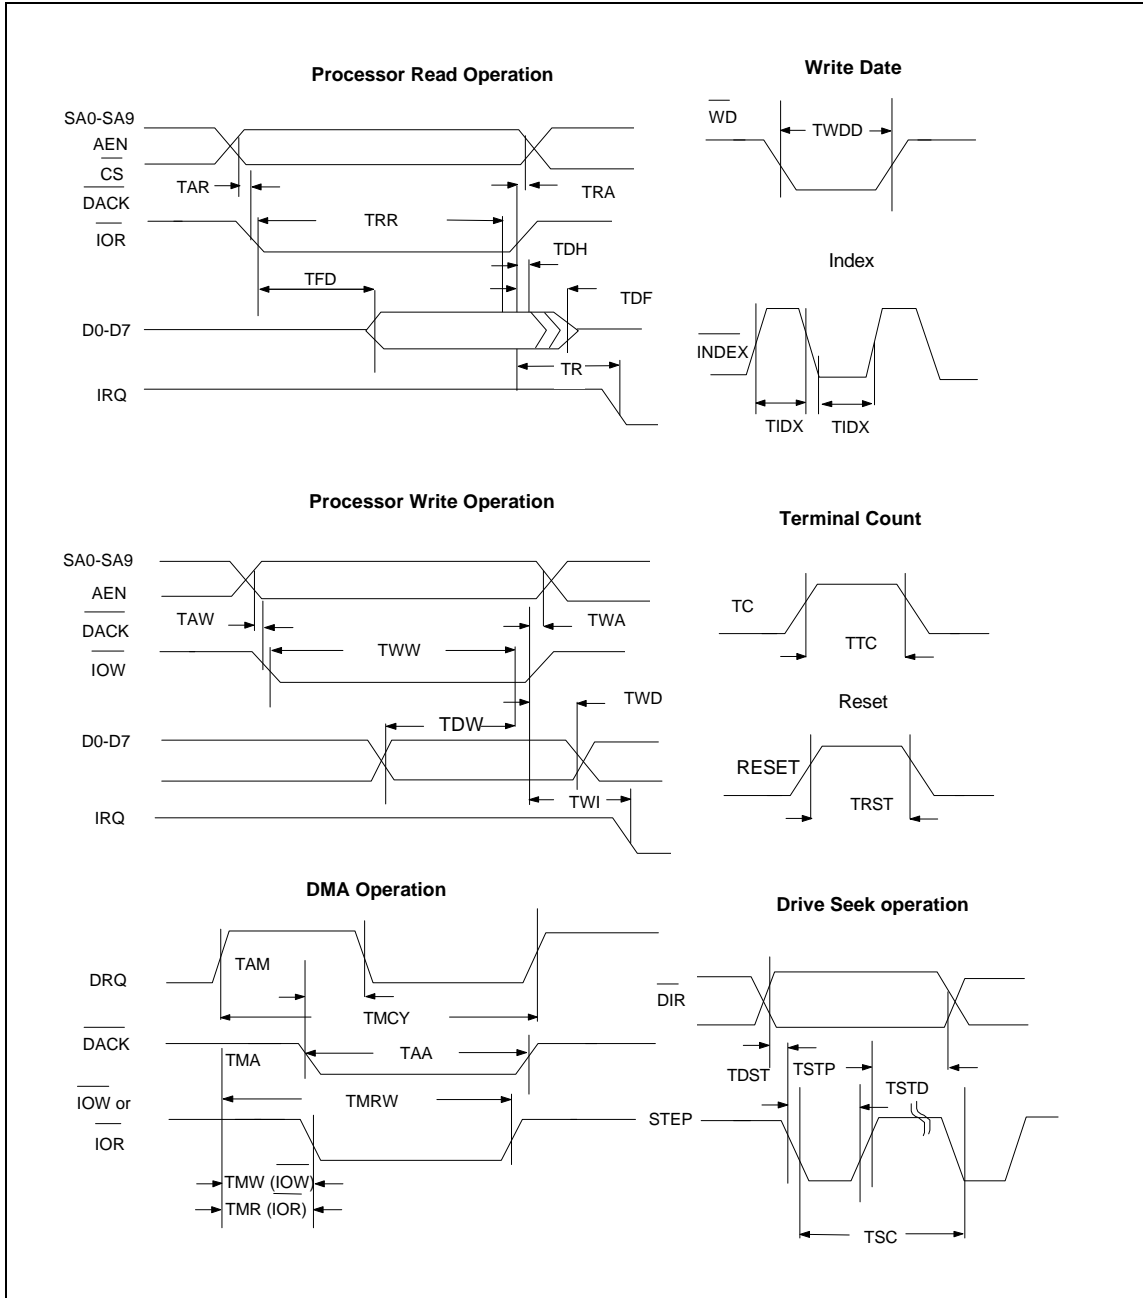 Processor Read Operation
SA0-SA9
AEN
CS
DACK
IOR
TAR
TRA
TRR
TDH
TFD
TDF
D0-D7
TR
IRQ
Write Date
WD
TWDD
Index
INDEX
TIDX
TIDX
Processor Write Operation
SA0-SA9
AEN
DACK
IOW
TAW
TWA
TWW
TWD
TDW
D0-D7
TWI
IRQ
Terminal Count
TC
TTC
Reset
RESET
TRST
DMA Operation
DRQ
TAM
TMCY
DACK
TMA
TAA
IOW or
IOR
TMRW
TMW (IOW)
TMR (IOR)
Drive Seek operation
DIR
TDST
TSTP
TSTD
STEP
TSC